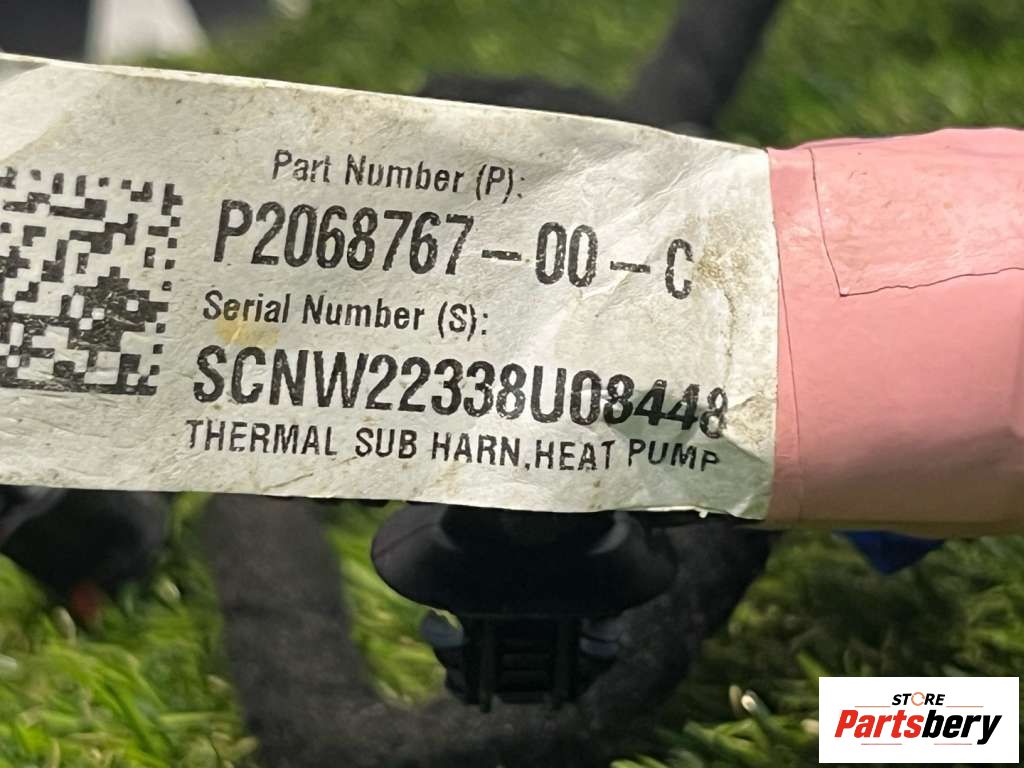 Part Number (P):
P2068767-00-C
Serial Number (S):
SCNW22338U08448
THERMAL SUB HARN,HEAT PUMP
STORE
Partsbery